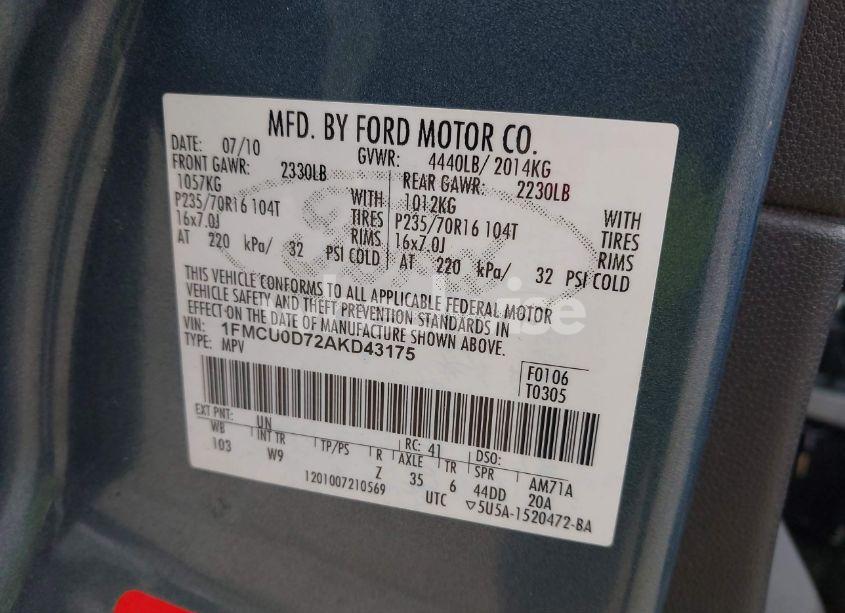 MFD. BY FORD MOTOR CO.
DATE: 07/10 GVWR: 4440LB/ 2014KG
FRONT GAWR: 2330LB REAR GAWR: 2230LB
1057KG WITH 1012KG WITH
P235/70R16 104T TIRES P235/70R16 104T TIRES
16x7.0J RIMS 16x7.0J RIMS
AT 220 kPa/ 32 PSI COLD AT 220 kPa/ 32 PSI COLD
THIS VEHICLE CONFORMS TO ALL APPLICABLE FEDERAL MOTOR
VEHICLE SAFETY AND THEFT PREVENTION STANDARDS IN
EFFECT ON THE DATE OF MANUFACTURE SHOWN ABOVE.
VIN: 1FMCU0D72AKD43175
TYPE: MPV
F0106
T0305
EXT PNT: UN RC: 41 DSO:
WB INT TR TP/PS R AXLE TR SPR AM71A
103 W9 Z 35 6 44DD 20A
1201007210569 UTC ▽5U5A-1520472-BA